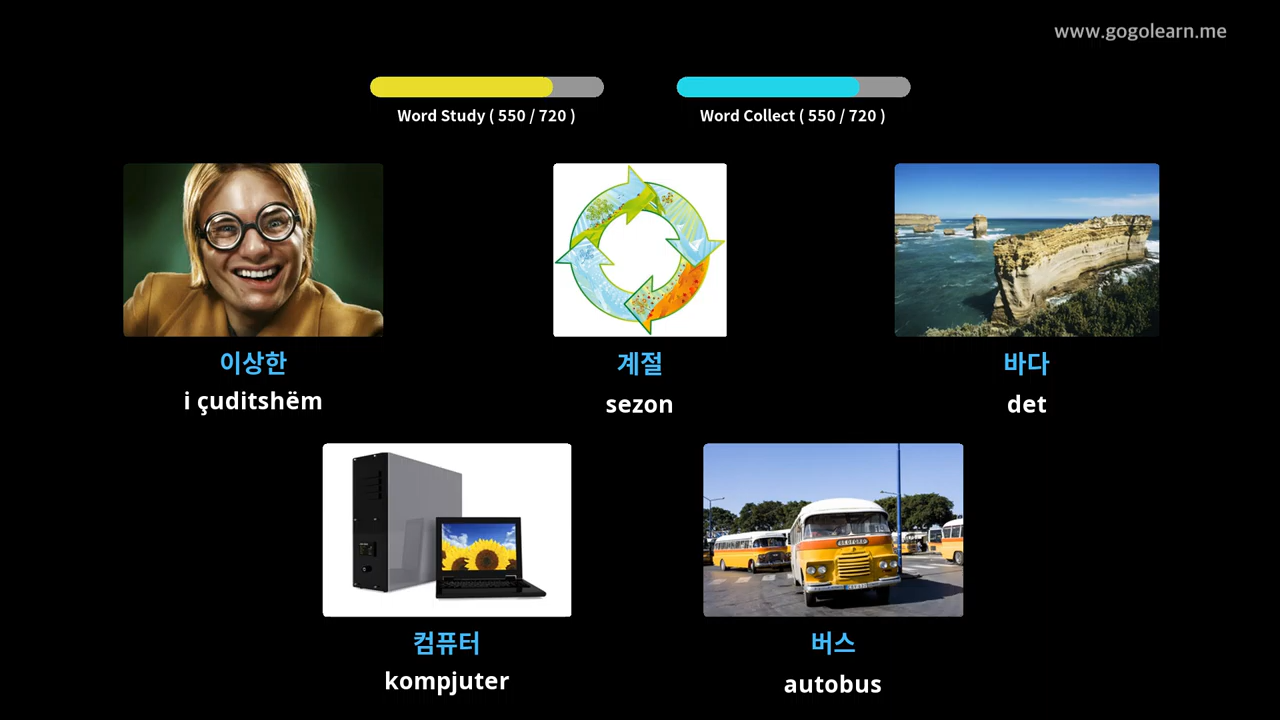 www.gogolearn.me
Word Study ( 550 / 720 )
Word Collect ( 550 / 720 )
이상한
계절
바다
i çuditshëm
sezon
det
BEDFORD
컴퓨터
버스
kompjuter
autobus